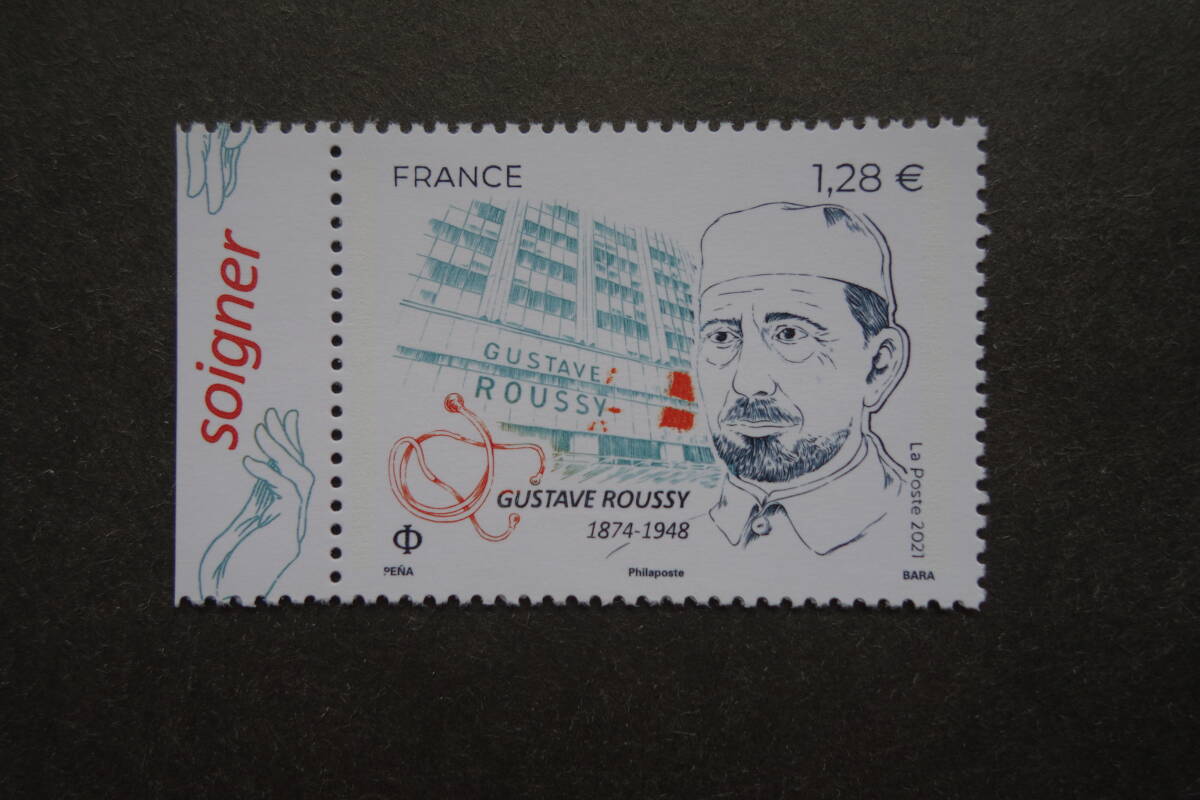 soigner
FRANCE
1,28 €
GUSTAVE
ROUSSY
GUSTAVE ROUSSY
1874-1948
La Poste 2021
PEÑA
Philaposte
BARA